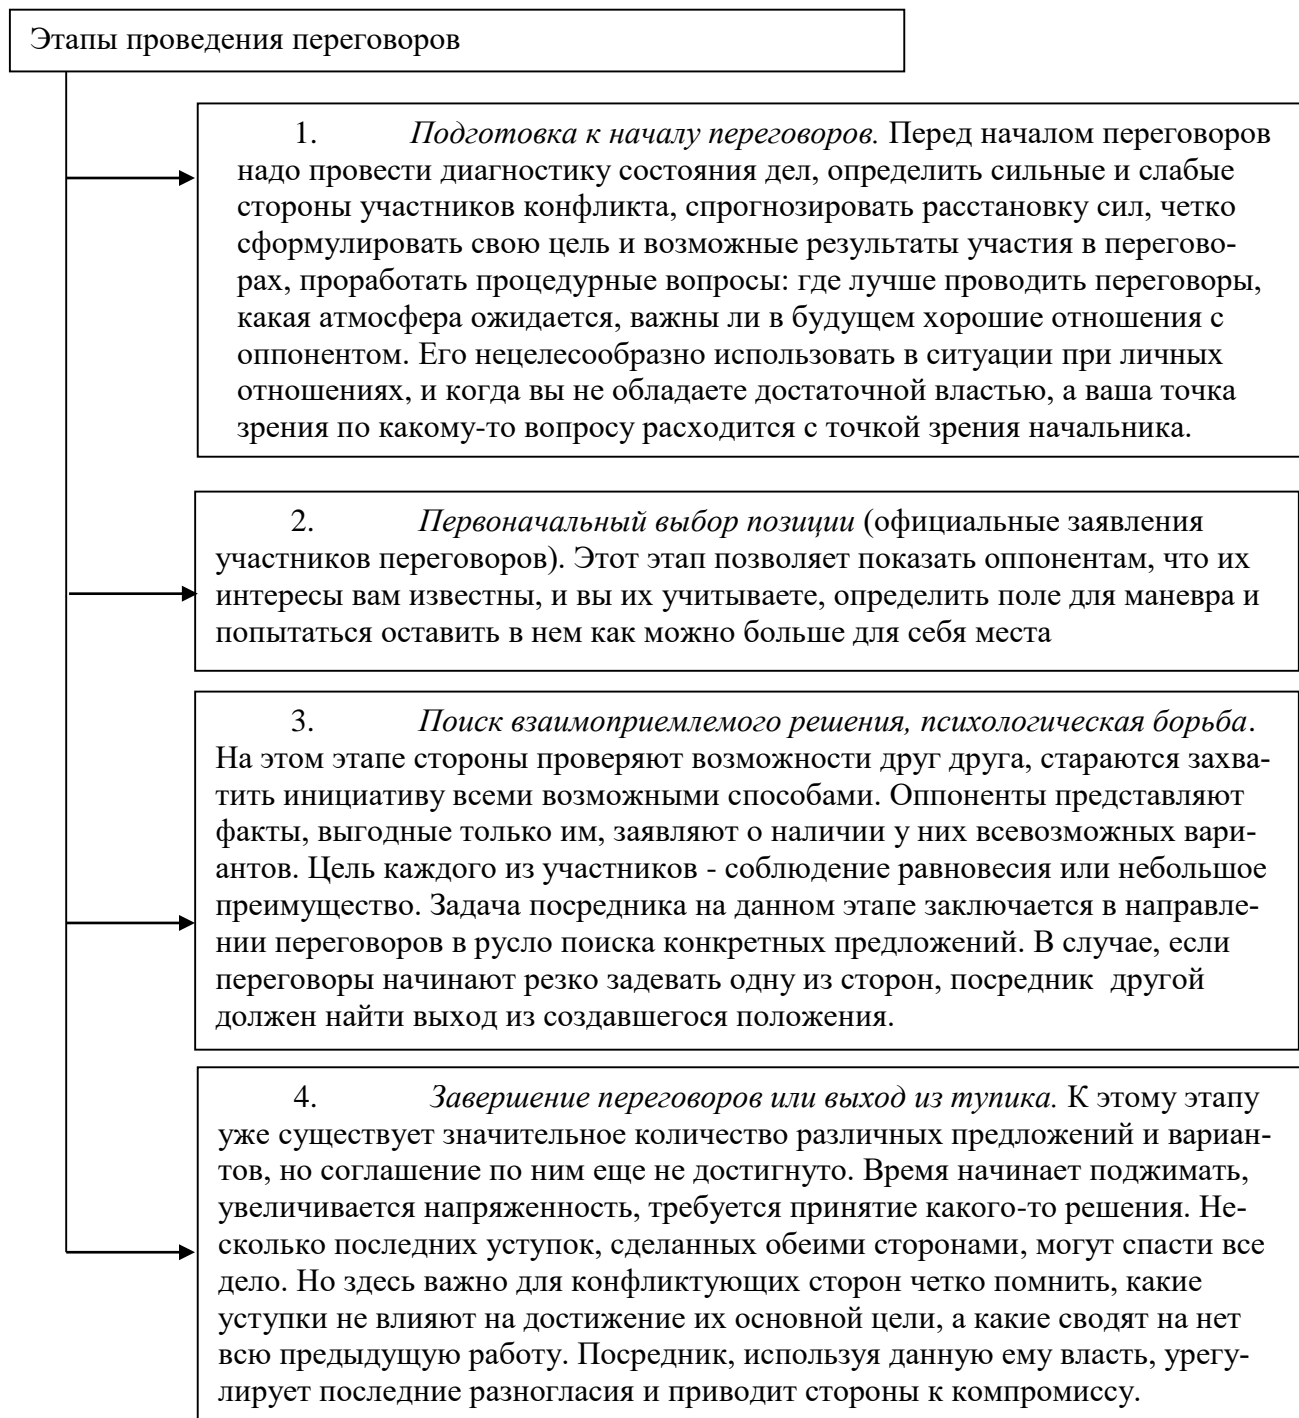 Этапы проведения переговоров
1. Подготовка к началу переговоров. Перед началом переговоров
надо провести диагностику состояния дел, определить сильные и слабые
стороны участников конфликта, спрогнозировать расстановку сил, четко
сформулировать свою цель и возможные результаты участия в перегово-
рах, проработать процедурные вопросы: где лучше проводить переговоры,
какая атмосфера ожидается, важны ли в будущем хорошие отношения с
оппонентом. Его нецелесообразно использовать в ситуации при личных
отношениях, и когда вы не обладаете достаточной властью, а ваша точка
зрения по какому-то вопросу расходится с точкой зрения начальника.
2. Первоначальный выбор позиции (официальные заявления
участников переговоров). Этот этап позволяет показать оппонентам, что их
интересы вам известны, и вы их учитываете, определить поле для маневра и
попытаться оставить в нем как можно больше для себя места
3. Поиск взаимоприемлемого решения, психологическая борьба.
На этом этапе стороны проверяют возможности друг друга, стараются захва-
тить инициативу всеми возможными способами. Оппоненты представляют
факты, выгодные только им, заявляют о наличии у них всевозможных вари-
антов. Цель каждого из участников - соблюдение равновесия или небольшое
преимущество. Задача посредника на данном этапе заключается в направле-
нии переговоров в русло поиска конкретных предложений. В случае, если
переговоры начинают резко задевать одну из сторон, посредник  другой
должен найти выход из создавшегося положения.
4. Завершение переговоров или выход из тупика. К этому этапу
уже существует значительное количество различных предложений и вариан-
тов, но соглашение по ним еще не достигнуто. Время начинает поджимать,
увеличивается напряженность, требуется принятие какого-то решения. Не-
сколько последних уступок, сделанных обеими сторонами, могут спасти все
дело. Но здесь важно для конфликтующих сторон четко помнить, какие
уступки не влияют на достижение их основной цели, а какие сводят на нет
всю предыдущую работу. Посредник, используя данную ему власть, урегу-
лирует последние разногласия и приводит стороны к компромиссу.